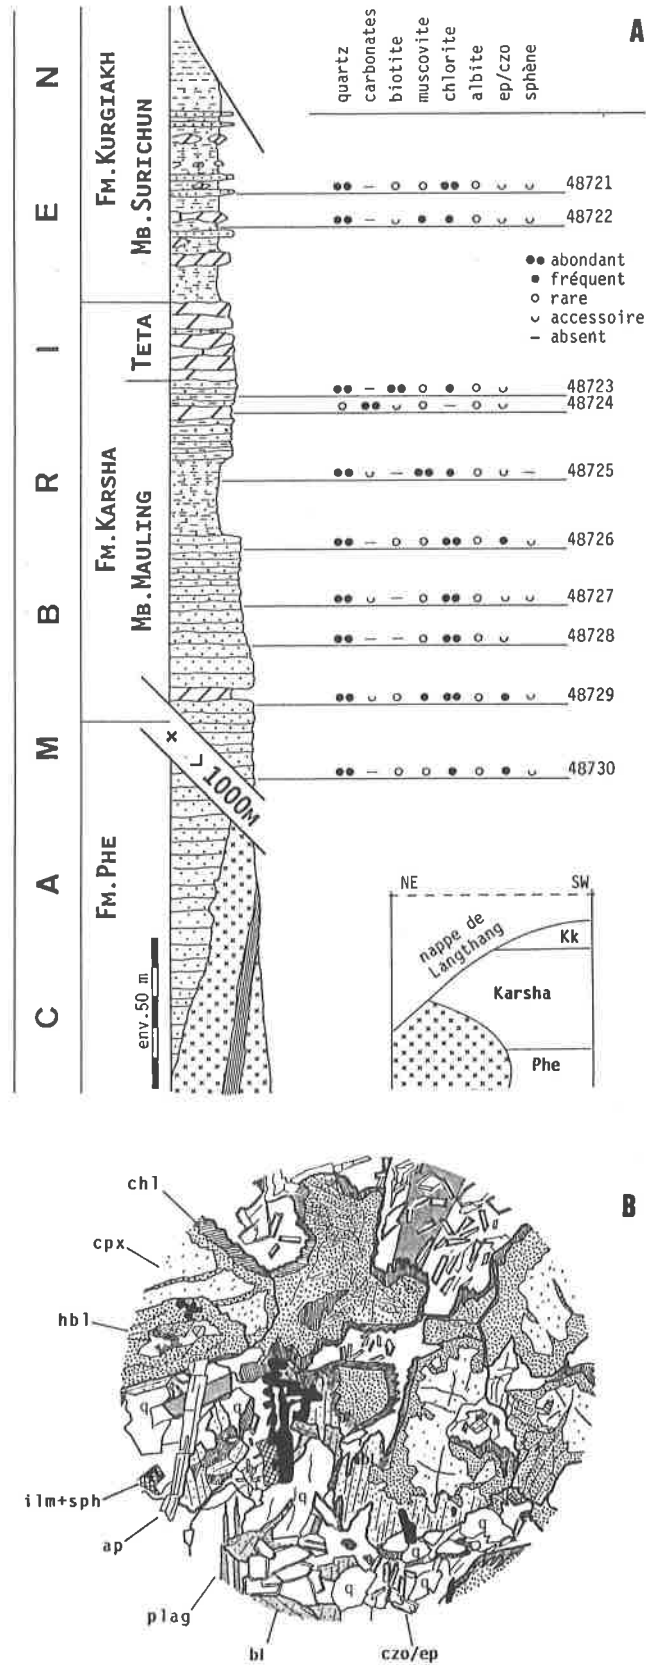 A
quartz
carbonates
biotite
muscovite
chlorite
albite
ep/czo
sphène
CAMBRIEN
FM. KURGIAKH
MB. SURICHUN
48721
48722
abondant
fréquent
rare
accessoire
absent
TETA
FM. KARSHA
MB. MAULING
48723
48724
48725
48726
48727
48728
48729
48730
1000M
FM. PHE
env. 50 m
NE
SW
nappe de
Langthang
Kk
Karsha
Phe
B
chl
cpx
hbl
q
q
ilm+sph
ap
q
q
q
q
q
plag
bl
czo/ep